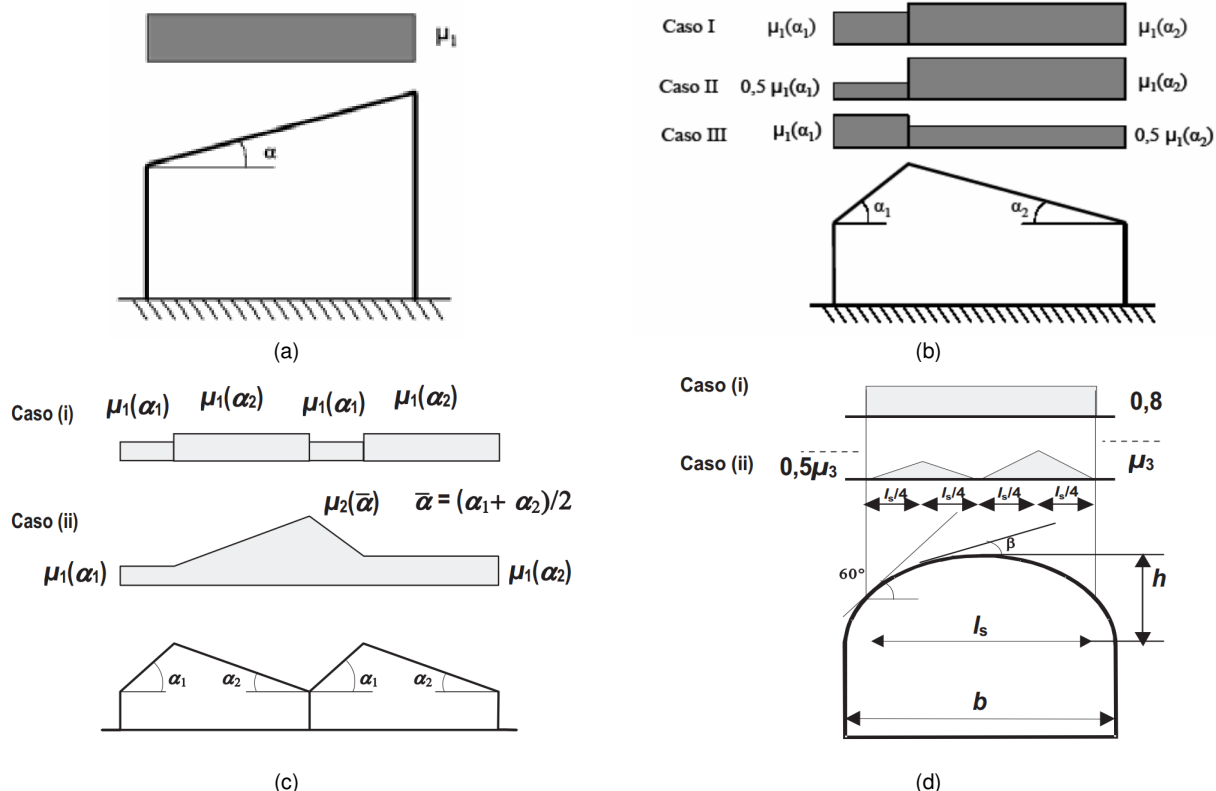 μ₁
α
(a)
Caso I μ₁(α₁) μ₁(α₂)
Caso II 0,5 μ₁(α₁) μ₁(α₂)
Caso III μ₁(α₁) 0,5 μ₁(α₂)
α₁ α₂
(b)
Caso (i) μ₁(α₁) μ₁(α₂) μ₁(α₁) μ₁(α₂)
μ₂(ᾱ) ᾱ = (α₁+ α₂)/2
Caso (ii)
μ₁(α₁) μ₁(α₂)
α₁ α₂ α₁ α₂
(c)
Caso (i) 0,8
Caso (ii) 0,5μ₃ μ₃
lₛ/4 lₛ/4 lₛ/4 lₛ/4
β
60° h
lₛ
b
(d)